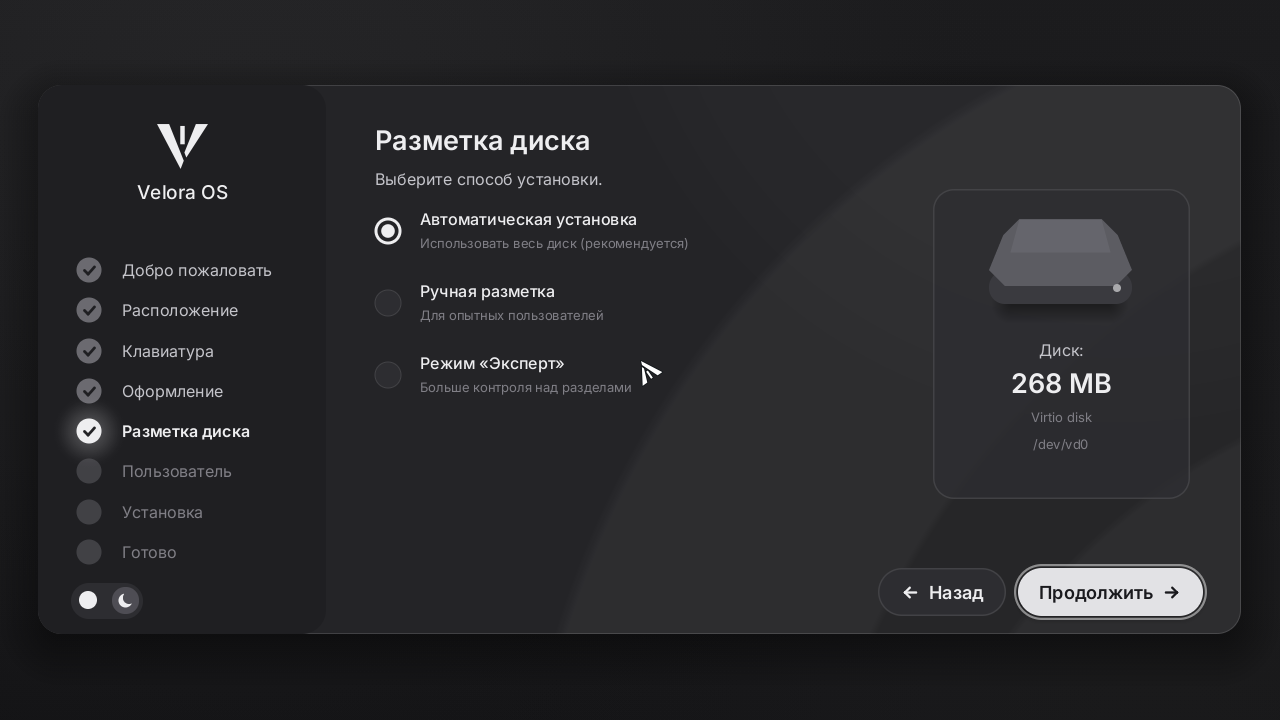 Velora OS
Добро пожаловать
Расположение
Клавиатура
Оформление
Разметка диска
Пользователь
Установка
Готово
Разметка диска
Выберите способ установки.
Автоматическая установка
Использовать весь диск (рекомендуется)
Ручная разметка
Для опытных пользователей
Режим «Эксперт»
Больше контроля над разделами
Диск:
268 MB
Virtio disk
/dev/vd0
Назад
Продолжить